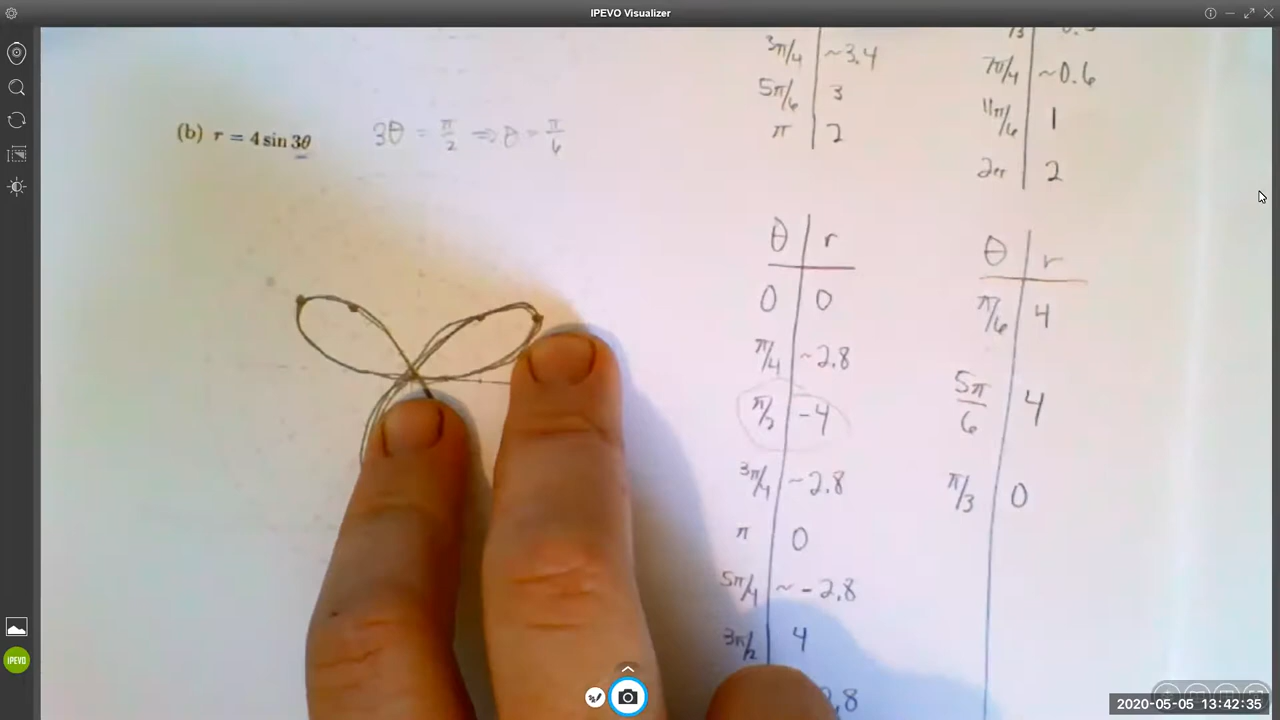 IPEVO Visualizer
3π/4 ~3.4
5π/6 3
π 2
7π/4 ~0.6
11π/6 1
2π 2
(b) r = 4 sin 3θ
3θ = π/2 ⇒ θ = π/6
θ r
0 0
π/4 ~2.8
π/2 -4
3π/4 ~2.8
π 0
5π/4 ~ -2.8
3π/2 4
θ r
π/6 4
5π/6 4
π/3 0
IPEVO
2020-05-05 13:42:35